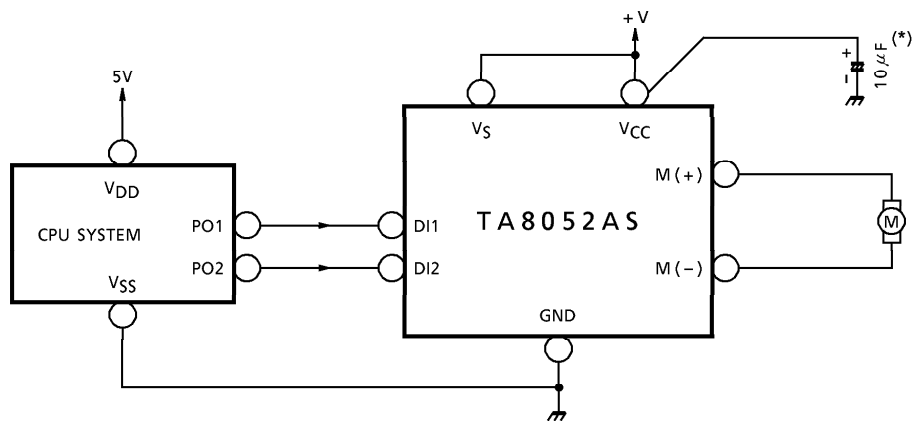 +V
10μF (*)
+
-
5V
VS
VCC
VDD
M(+)
CPU SYSTEM
PO1
DI1
TA8052AS
M
PO2
DI2
M(-)
VSS
GND